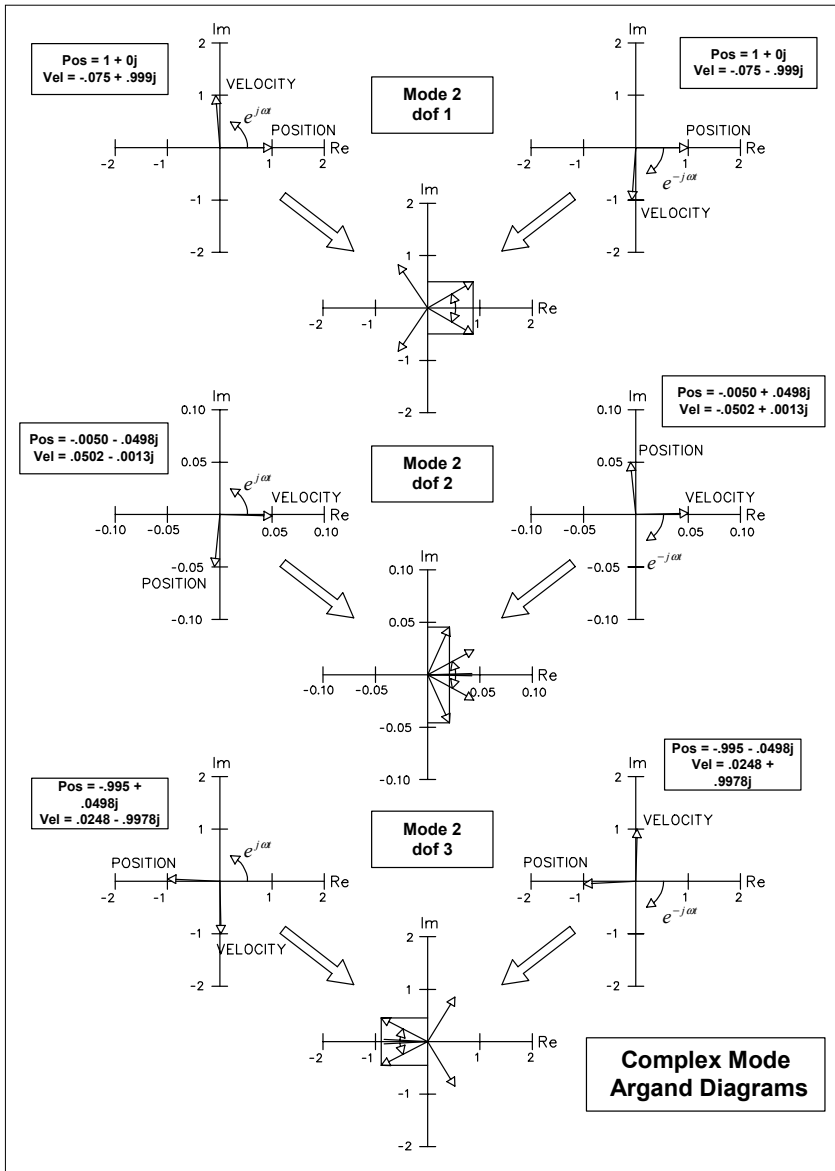 Im
Im
2
2
Pos = 1 + 0j
Vel = -.075 + .999j
Pos = 1 + 0j
Vel = -.075 - .999j
VELOCITY
1
e^{jωt}
POSITION
Mode 2
dof 1
1
POSITION
-2
-1
1
2
Re
-2
-1
1
2
Re
e^{-jωt}
-1
-1
VELOCITY
Im
-2
2
-2
1
Re
-2
-1
1
2
-1
Im
-2
Im
0.10
0.10
Pos = -.0050 + .0498j
Vel = -.0502 + .0013j
Pos = -.0050 - .0498j
Vel = .0502 - .0013j
Mode 2
dof 2
0.05
e^{jωt}
VELOCITY
POSITION
0.05
VELOCITY
-0.10
-0.05
0.05
0.10
Re
-0.10
-0.05
0.05
0.10
Re
e^{-jωt}
Im
-0.05
POSITION
-0.05
0.10
-0.10
-0.10
0.05
Re
-0.10
-0.05
0.05
0.10
-0.05
-0.10
Im
Im
2
2
Pos = -.995 +
.0498j
Vel = .0248 - .9978j
Pos = -.995 - .0498j
Vel = .0248 +
.9978j
Mode 2
dof 3
1
e^{jωt}
POSITION
1
VELOCITY
POSITION
-2
-1
1
2
Re
-2
-1
1
2
Re
e^{-jωt}
Im
-1
VELOCITY
-1
2
-2
-2
1
Re
-2
-1
1
2
-1
-2
Complex Mode
Argand Diagrams